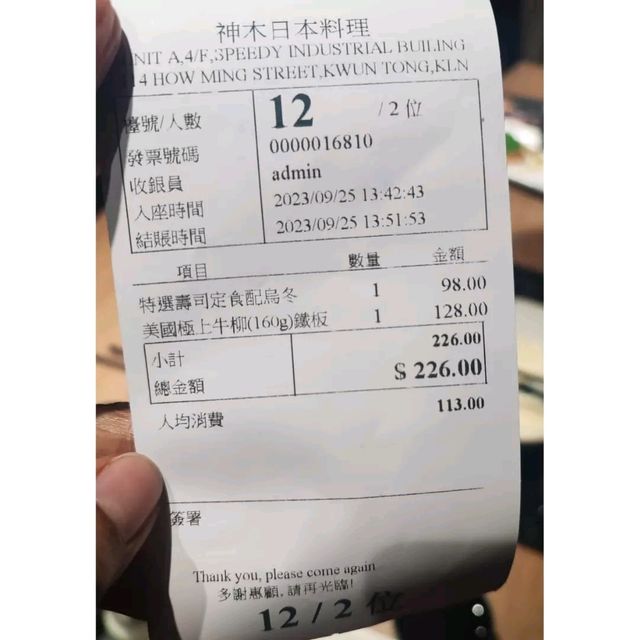 神木日本料理
NIT A,4/F,SPEEDY INDUSTRIAL BUILING
114 HOW MING STREET,KWUN TONG,KLN
檯號/人數 12 / 2 位
發票號碼 0000016810
收銀員 admin
入座時間 2023/09/25 13:42:43
結賬時間 2023/09/25 13:51:53
項目 數量 金額
特選壽司定食配烏冬 1 98.00
美國極上牛柳(160g)鐵板 1 128.00
小計 226.00
總金額 $ 226.00
人均消費 113.00
簽署
Thank you, please come again
多謝惠顧,請再光臨!
12 / 2 位